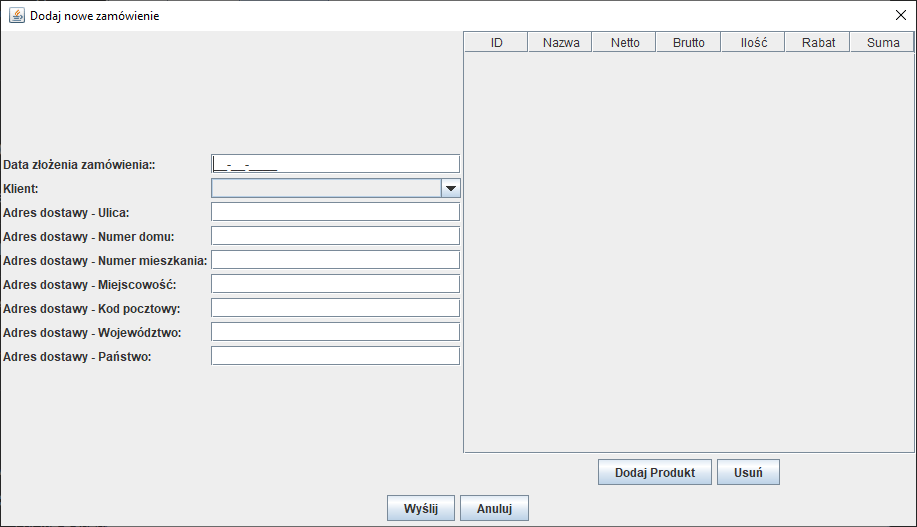 Dodaj nowe zamówienie
ID Nazwa Netto Brutto Ilość Rabat Suma
Data złożenia zamówienia:: __-__-____
Klient:
Adres dostawy - Ulica:
Adres dostawy - Numer domu:
Adres dostawy - Numer mieszkania:
Adres dostawy - Miejscowość:
Adres dostawy - Kod pocztowy:
Adres dostawy - Województwo:
Adres dostawy - Państwo:
Dodaj Produkt Usuń
Wyślij Anuluj